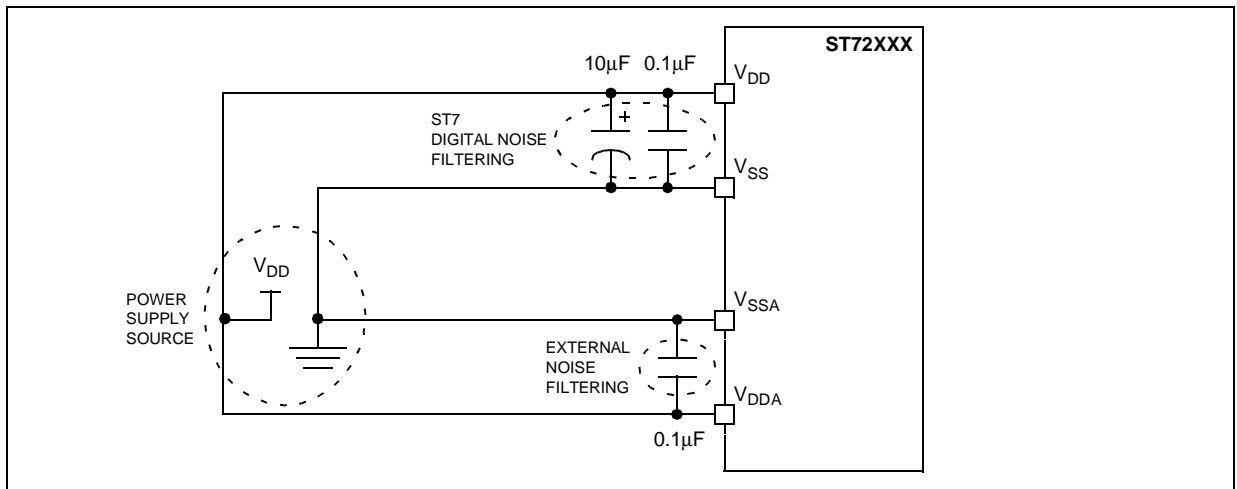 ST72XXX
10μF 0.1μF
VDD
ST7
DIGITAL NOISE
FILTERING
+
VSS
VDD
POWER
SUPPLY
SOURCE
VSSA
EXTERNAL
NOISE
FILTERING
VDDA
0.1μF